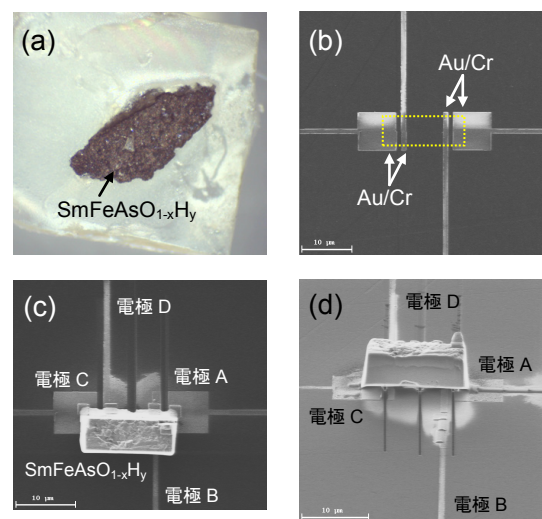 (a)
SmFeAsO1-xHy
(b)
Au/Cr
Au/Cr
10 μm
(c)
電極 D
電極 C
電極 A
SmFeAsO1-xHy
電極 B
10 μm
(d)
電極 D
電極 A
電極 C
電極 B
10 μm